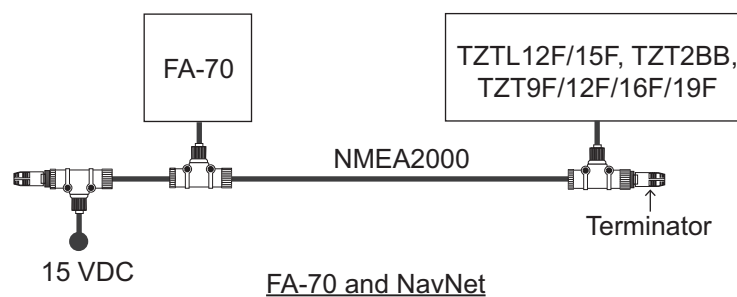 FA-70
TZTL12F/15F, TZT2BB,
TZT9F/12F/16F/19F
NMEA2000
Terminator
15 VDC
FA-70 and NavNet